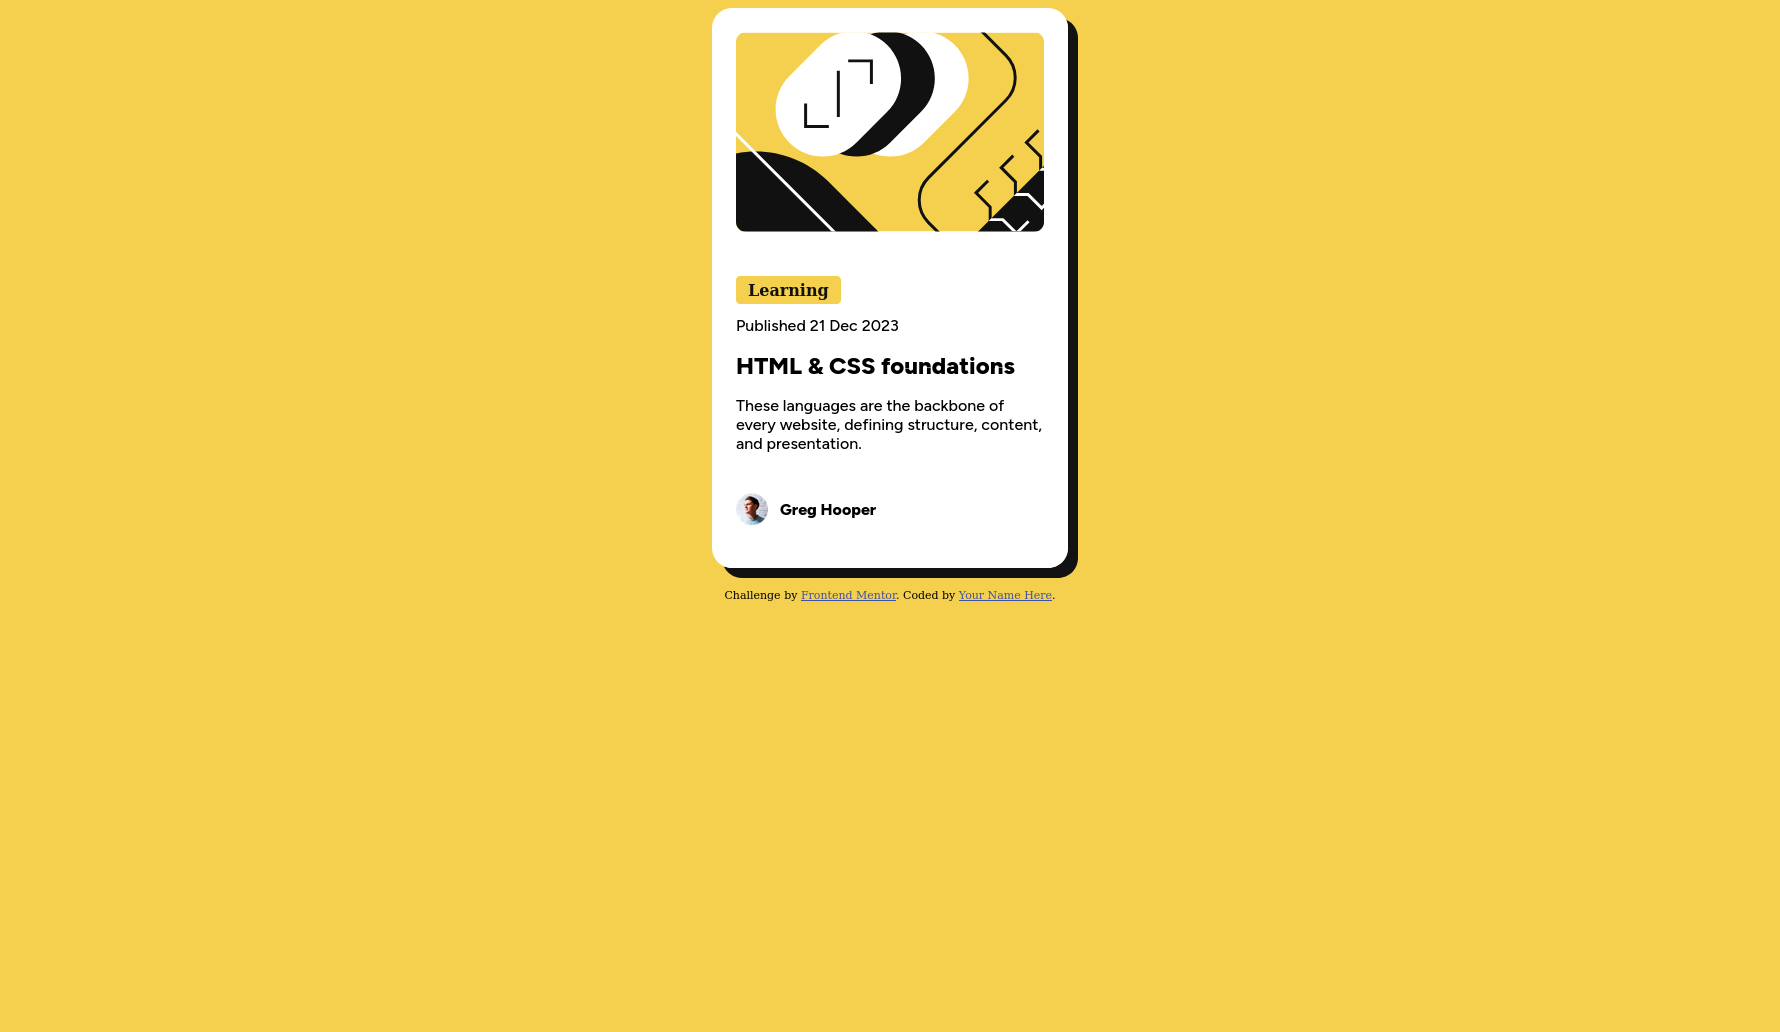 Learning
Published 21 Dec 2023
HTML & CSS foundations
These languages are the backbone of
every website, defining structure, content,
and presentation.
Greg Hooper
Challenge by Frontend Mentor. Coded by Your Name Here.